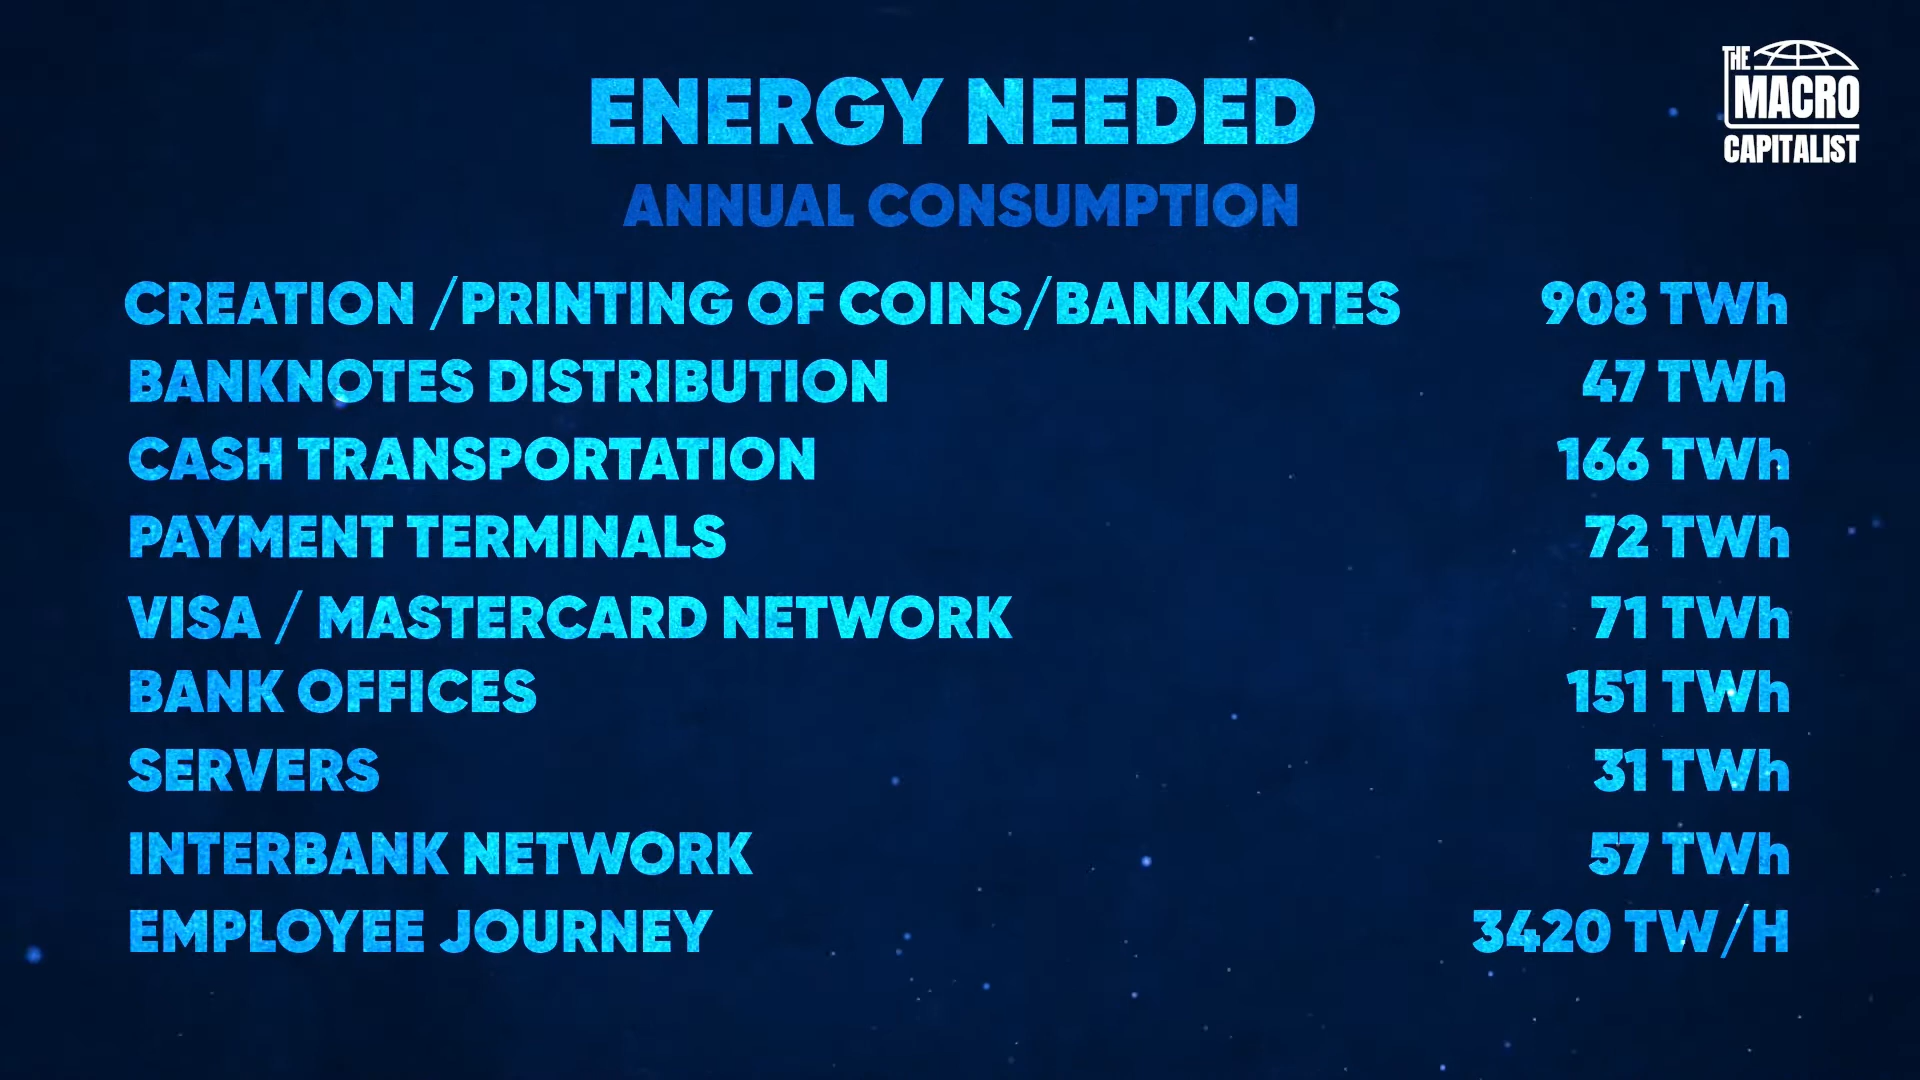 THE
MACRO
CAPITALIST
ENERGY NEEDED
ANNUAL CONSUMPTION
CREATION /PRINTING OF COINS/BANKNOTES 908 TWh
BANKNOTES DISTRIBUTION 47 TWh
CASH TRANSPORTATION 166 TWh
PAYMENT TERMINALS 72 TWh
VISA / MASTERCARD NETWORK 71 TWh
BANK OFFICES 151 TWh
SERVERS 31 TWh
INTERBANK NETWORK 57 TWh
EMPLOYEE JOURNEY 3420 TW/H